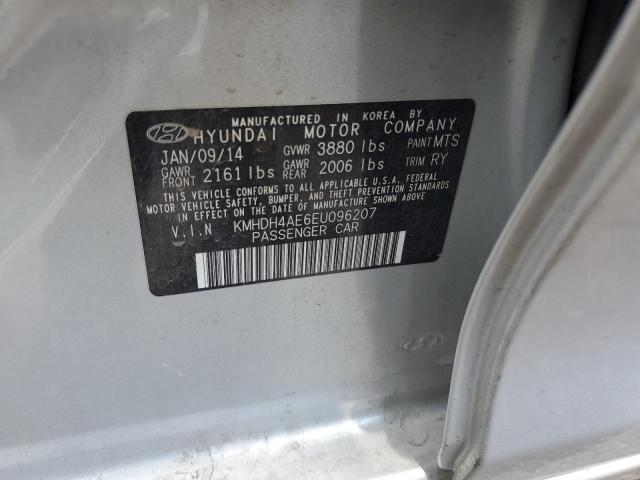 MANUFACTURED IN KOREA BY
HYUNDAI MOTOR COMPANY
JAN/09/14 GVWR 3880 lbs PAINT MTS
GAWR FRONT 2161 lbs GAWR REAR 2006 lbs TRIM RY
THIS VEHICLE CONFORMS TO ALL APPLICABLE U.S.A. FEDERAL
MOTOR VEHICLE SAFETY, BUMPER, AND THEFT PREVENTION STANDARDS
IN EFFECT ON THE DATE OF MANUFACTURE SHOWN ABOVE.
V.I.N KMHDH4AE6EU096207
PASSENGER CAR